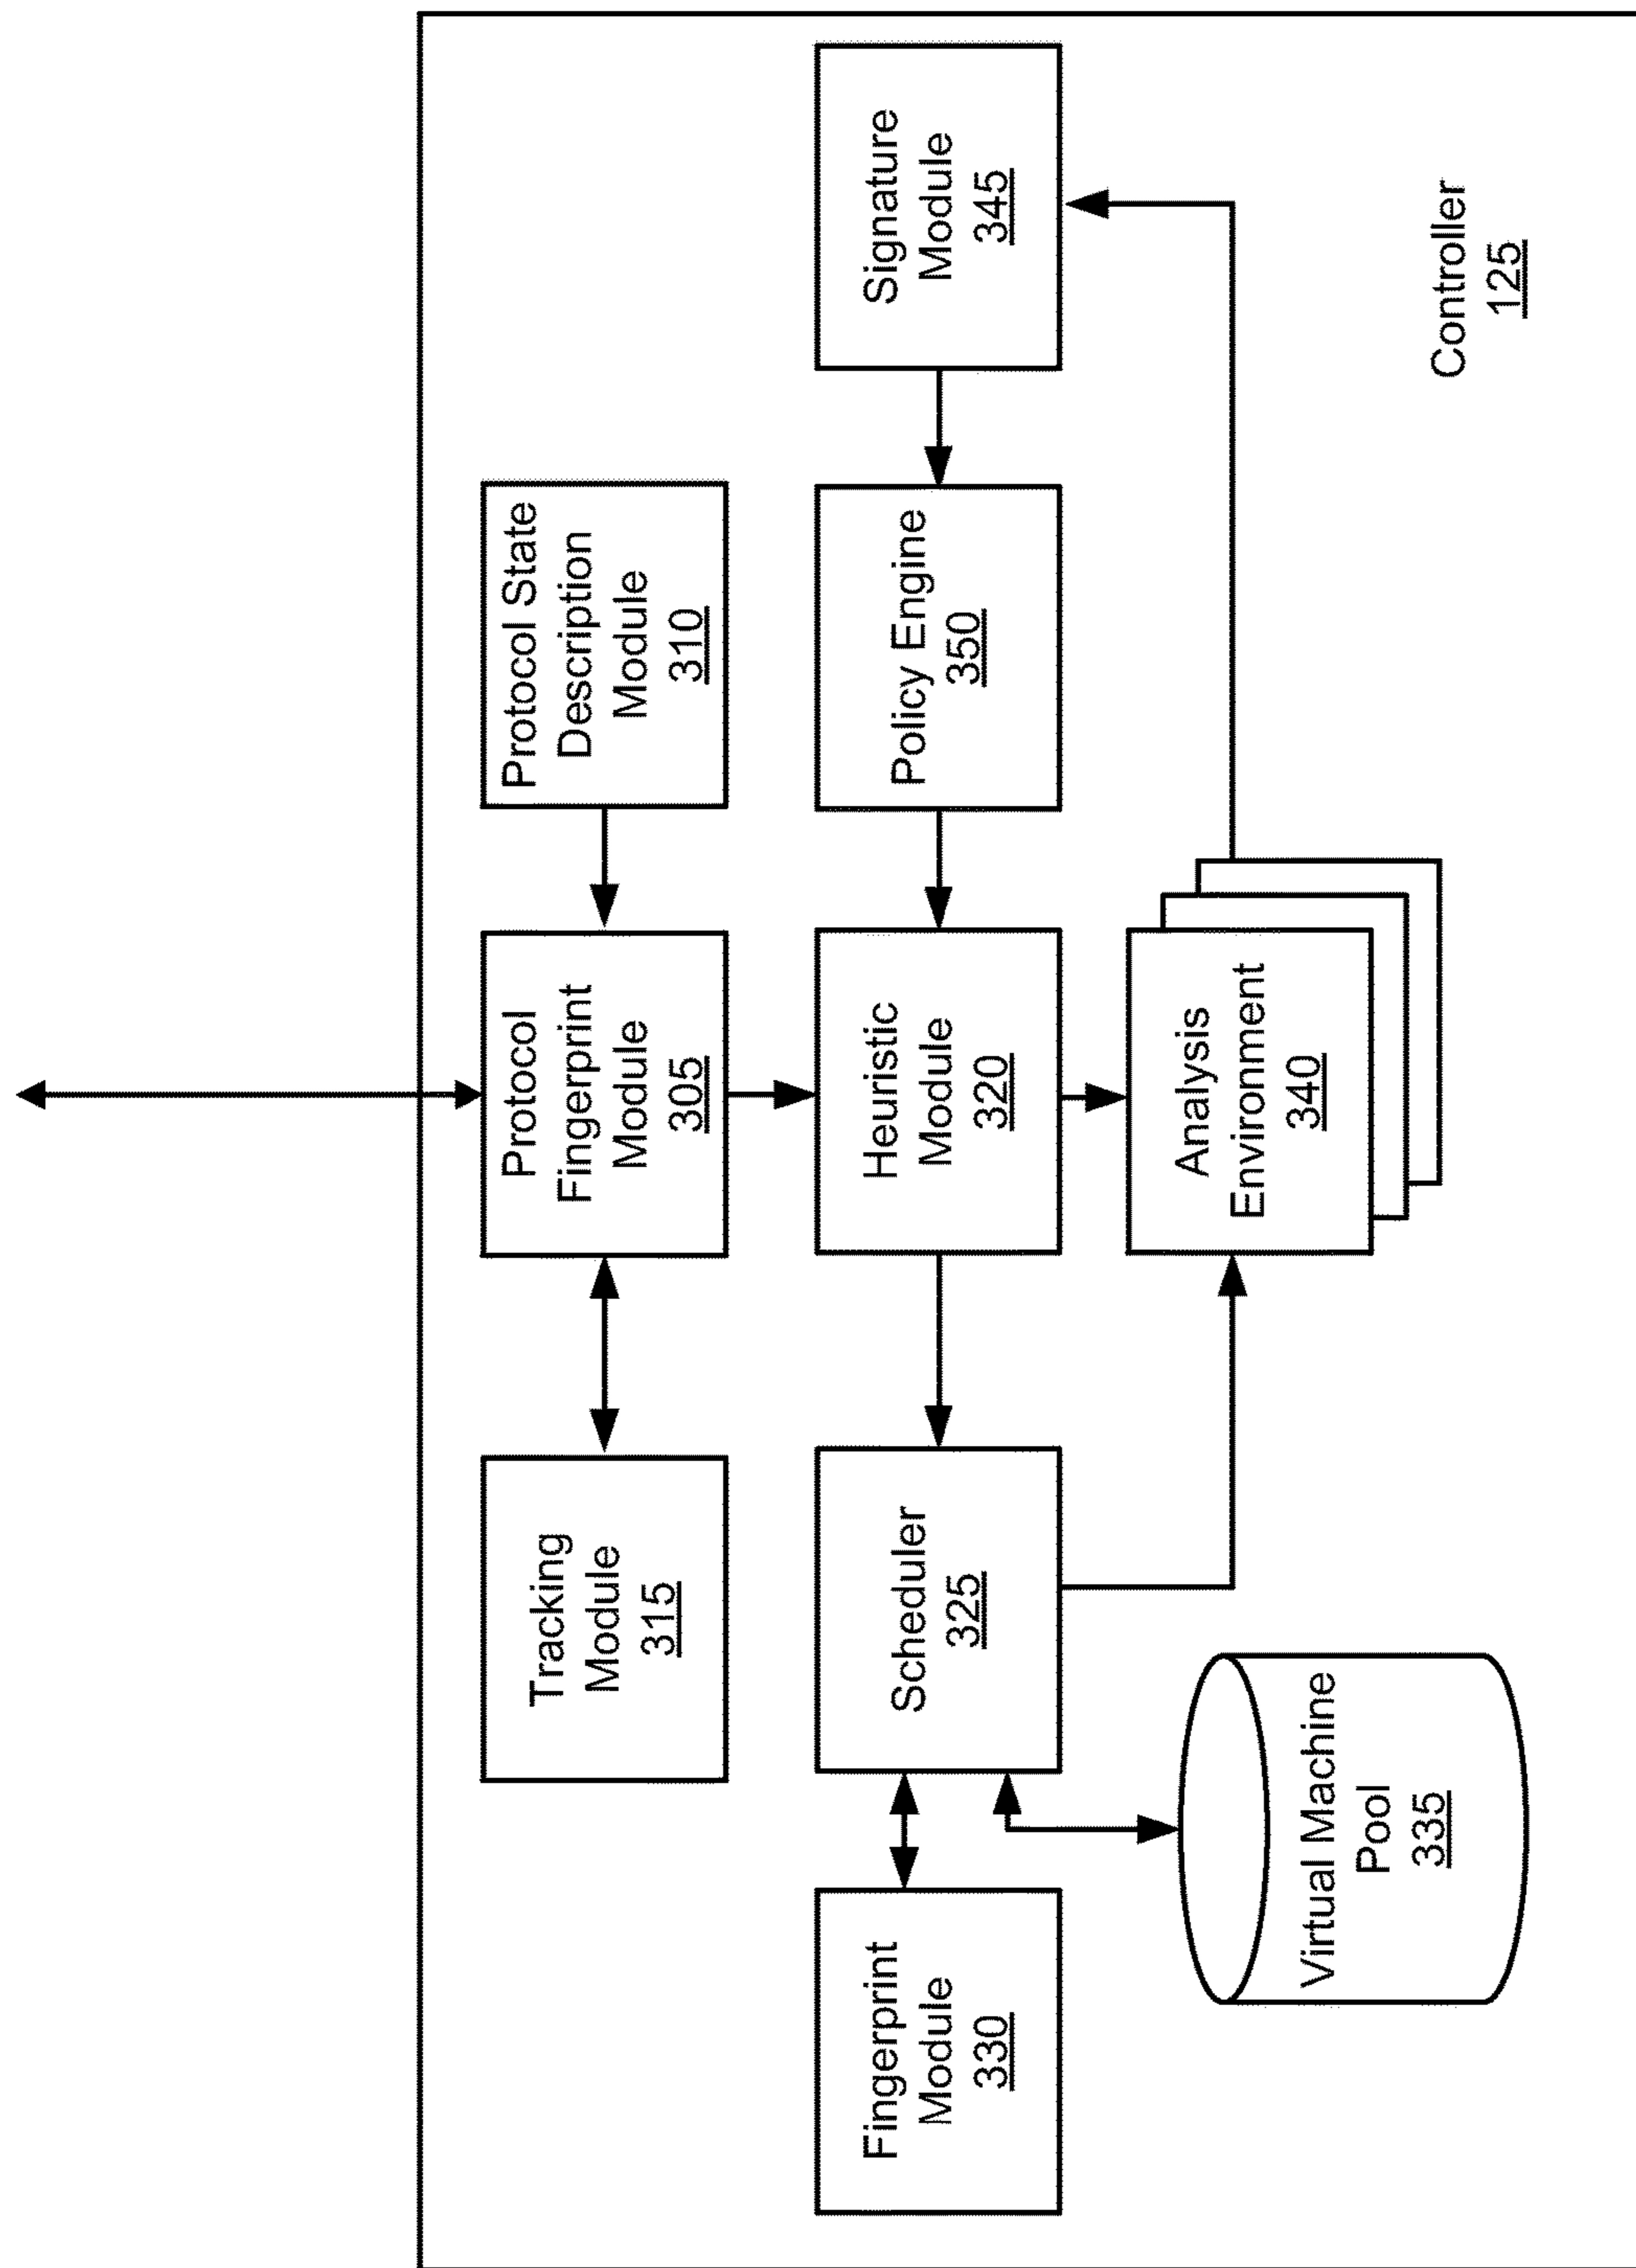 Tracking
Module
315
Protocol
Fingerprint
Module
305
Protocol State
Description
Module
310
Fingerprint
Module
330
Scheduler
325
Heuristic
Module
320
Policy Engine
350
Signature
Module
345
Virtual Machine
Pool
335
Analysis
Environment
340
Controller
125